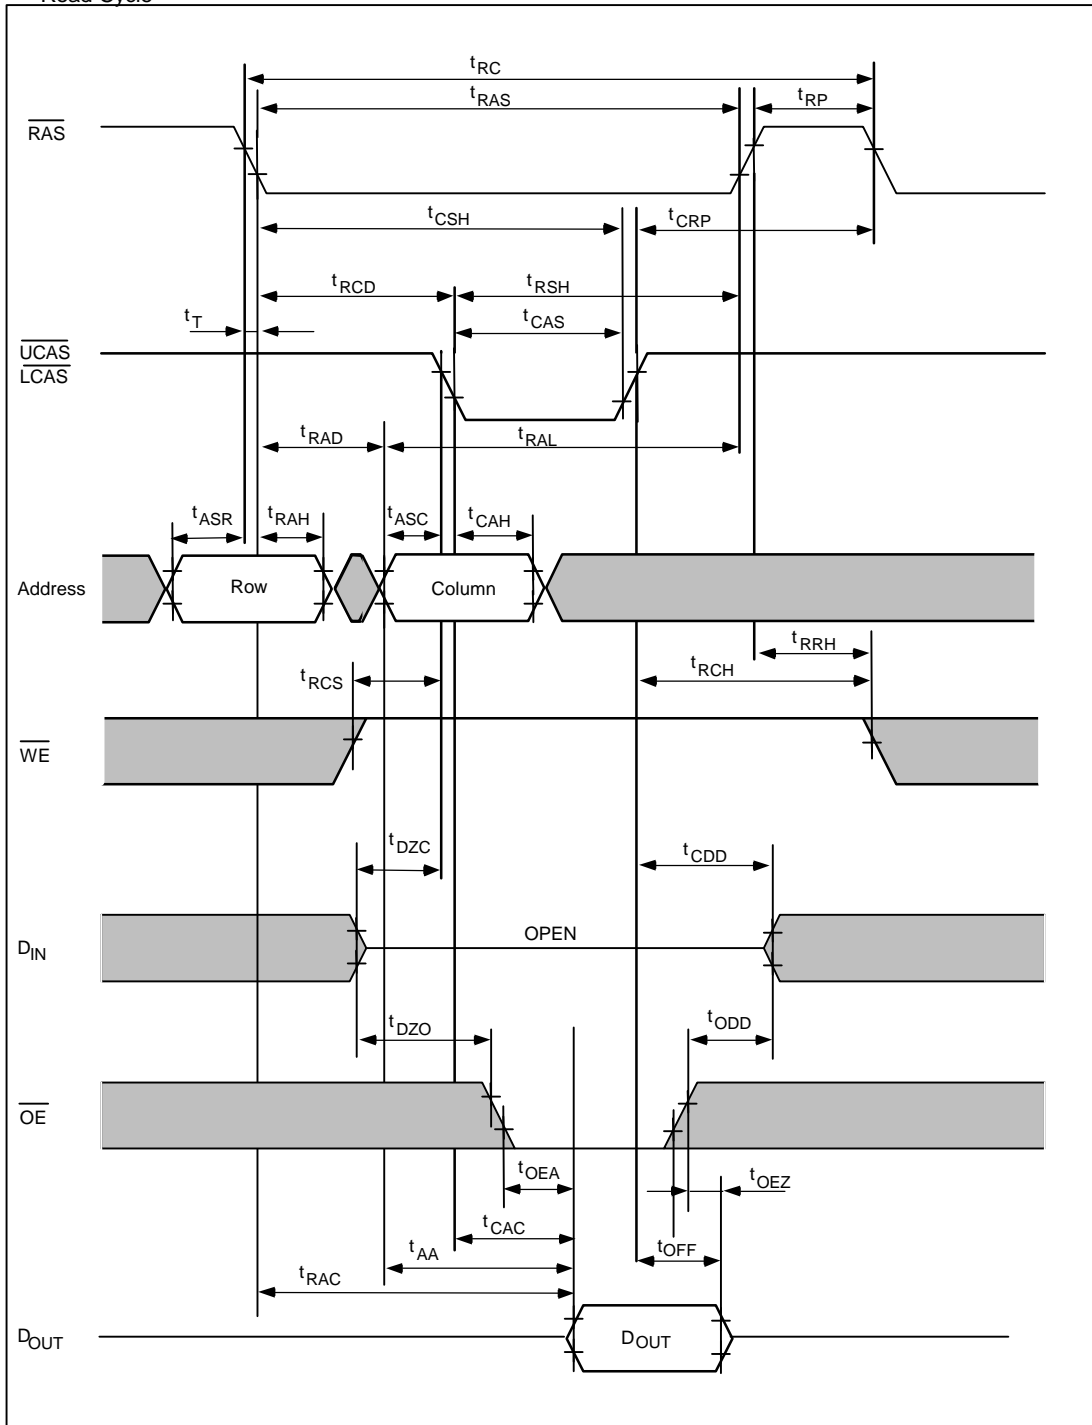 Read Cycle
tRC
tRAS
tRP
RAS
tCSH
tCRP
tRCD
tRSH
tT
tCAS
UCAS
LCAS
tRAD
tRAL
tASR
tRAH
tASC
tCAH
Address
Row
Column
tRRH
tRCH
tRCS
WE
tDZC
tCDD
OPEN
DIN
tDZO
tODD
OE
tOEA
tOEZ
tCAC
tOFF
tAA
tRAC
DOUT
DOUT